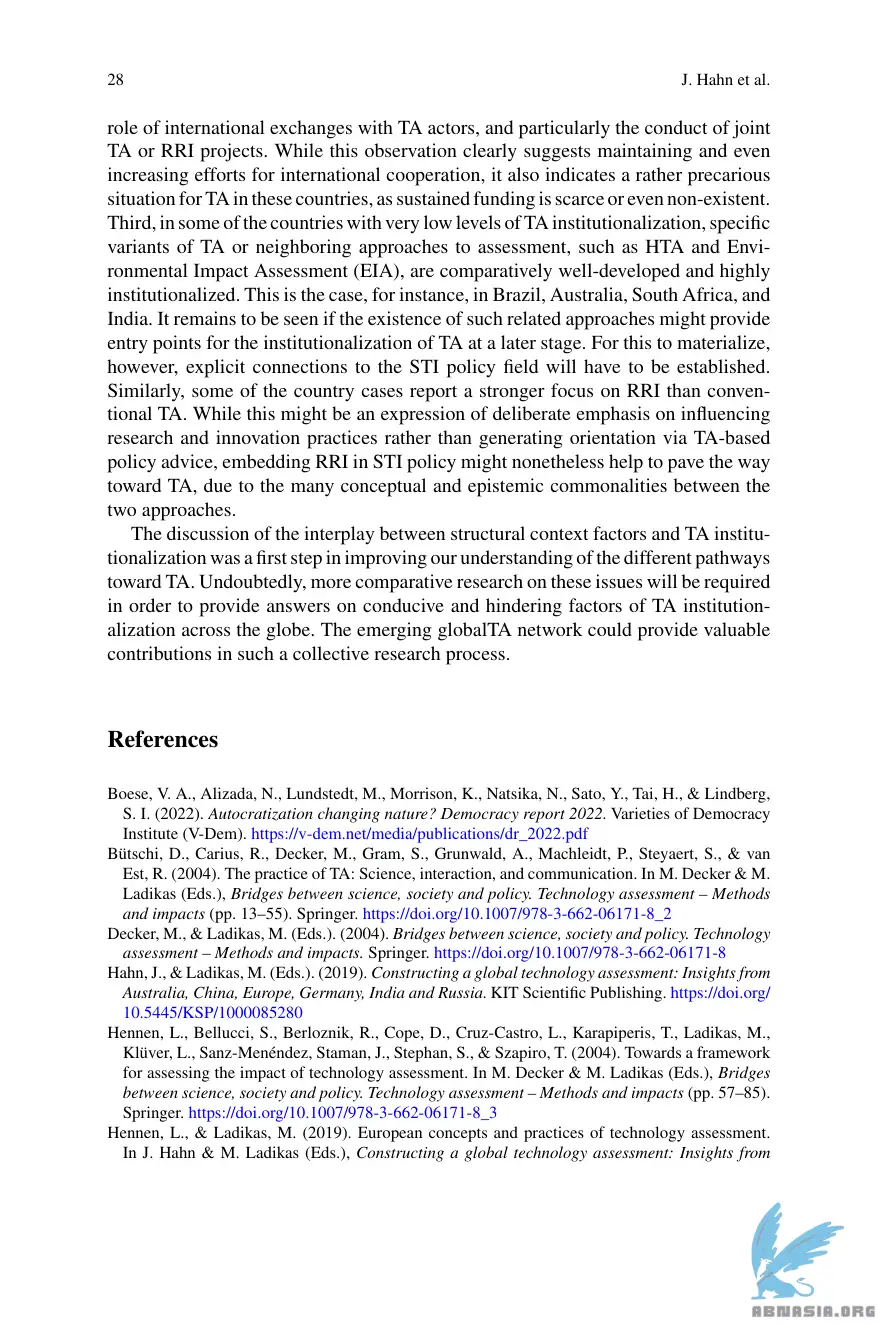 28
J. Hahn et al.
role of international exchanges with TA actors, and particularly the conduct of joint
TA or RRI projects. While this observation clearly suggests maintaining and even
increasing efforts for international cooperation, it also indicates a rather precarious
situation for TA in these countries, as sustained funding is scarce or even non-existent.
Third, in some of the countries with very low levels of TA institutionalization, specific
variants of TA or neighboring approaches to assessment, such as HTA and Envi-
ronmental Impact Assessment (EIA), are comparatively well-developed and highly
institutionalized. This is the case, for instance, in Brazil, Australia, South Africa, and
India. It remains to be seen if the existence of such related approaches might provide
entry points for the institutionalization of TA at a later stage. For this to materialize,
however, explicit connections to the STI policy field will have to be established.
Similarly, some of the country cases report a stronger focus on RRI than conven-
tional TA. While this might be an expression of deliberate emphasis on influencing
research and innovation practices rather than generating orientation via TA-based
policy advice, embedding RRI in STI policy might nonetheless help to pave the way
toward TA, due to the many conceptual and epistemic commonalities between the
two approaches.
The discussion of the interplay between structural context factors and TA institu-
tionalization was a first step in improving our understanding of the different pathways
toward TA. Undoubtedly, more comparative research on these issues will be required
in order to provide answers on conducive and hindering factors of TA institution-
alization across the globe. The emerging globalTA network could provide valuable
contributions in such a collective research process.
References
Boese, V. A., Alizada, N., Lundstedt, M., Morrison, K., Natsika, N., Sato, Y., Tai, H., & Lindberg,
S. I. (2022). Autocratization changing nature? Democracy report 2022. Varieties of Democracy
Institute (V-Dem). https://v-dem.net/media/publications/dr_2022.pdf
Bütschi, D., Carius, R., Decker, M., Gram, S., Grunwald, A., Machleidt, P., Steyaert, S., & van
Est, R. (2004). The practice of TA: Science, interaction, and communication. In M. Decker & M.
Ladikas (Eds.), Bridges between science, society and policy. Technology assessment – Methods
and impacts (pp. 13–55). Springer. https://doi.org/10.1007/978-3-662-06171-8_2
Decker, M., & Ladikas, M. (Eds.). (2004). Bridges between science, society and policy. Technology
assessment – Methods and impacts. Springer. https://doi.org/10.1007/978-3-662-06171-8
Hahn, J., & Ladikas, M. (Eds.). (2019). Constructing a global technology assessment: Insights from
Australia, China, Europe, Germany, India and Russia. KIT Scientific Publishing. https://doi.org/
10.5445/KSP/1000085280
Hennen, L., Bellucci, S., Berloznik, R., Cope, D., Cruz-Castro, L., Karapiperis, T., Ladikas, M.,
Klüver, L., Sanz-Menéndez, Staman, J., Stephan, S., & Szapiro, T. (2004). Towards a framework
for assessing the impact of technology assessment. In M. Decker & M. Ladikas (Eds.), Bridges
between science, society and policy. Technology assessment – Methods and impacts (pp. 57–85).
Springer. https://doi.org/10.1007/978-3-662-06171-8_3
Hennen, L., & Ladikas, M. (2019). European concepts and practices of technology assessment.
In J. Hahn & M. Ladikas (Eds.), Constructing a global technology assessment: Insights from
ABNASIA.ORG